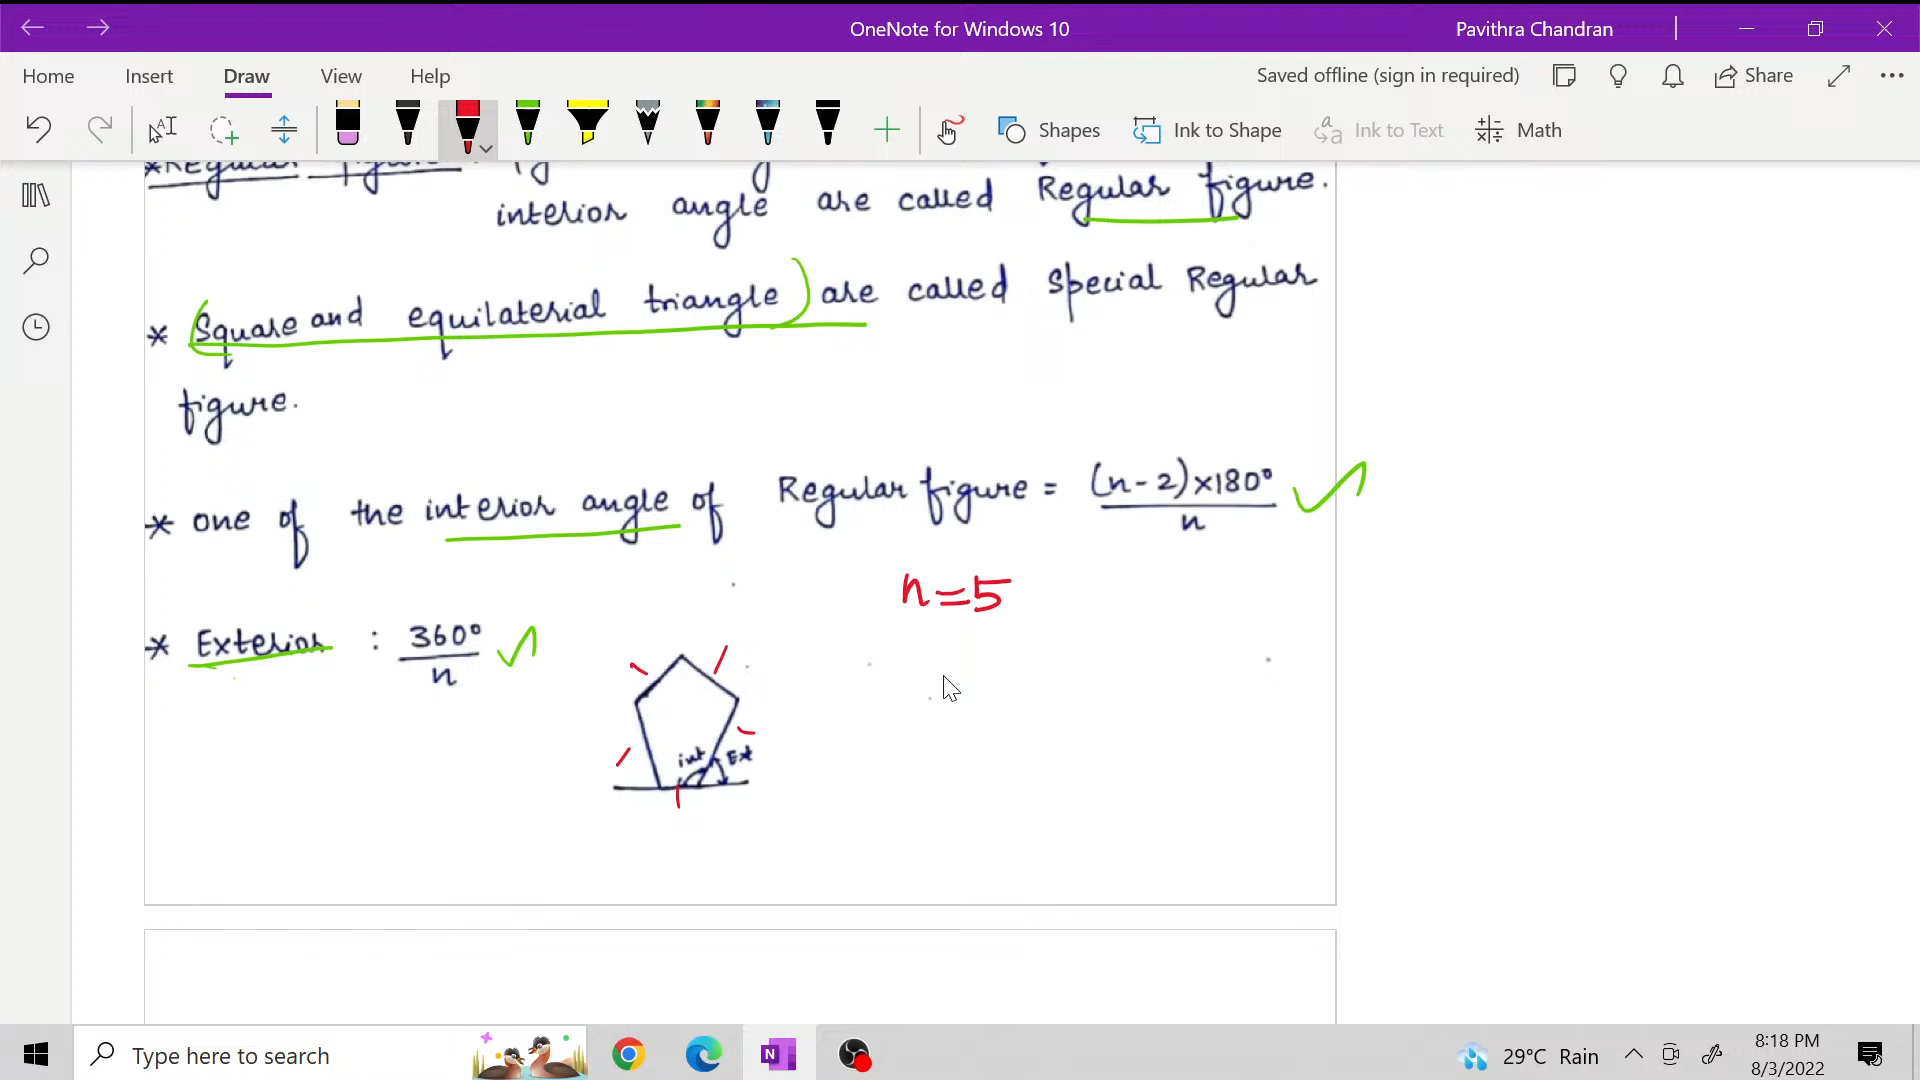 OneNote for Windows 10
Pavithra Chandran
Home Insert Draw View Help
Saved offline (sign in required)
Share
Shapes
Ink to Shape
Ink to Text
Math
*Regular figure
interior angle are called Regular figure.
* Square and equilaterial triangle) are called special Regular
figure.
* one of the interior angle of Regular figure = (n-2)×180°/n
n=5
* Exterior : 360°/n
int Ext
Type here to search
29°C Rain
8:18 PM
8/3/2022